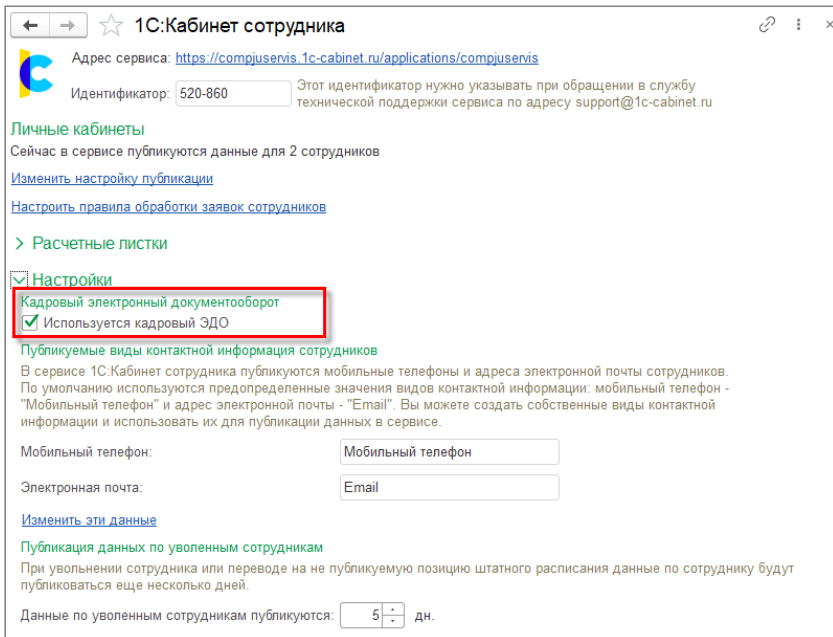 1С:Кабинет сотрудника
Адрес сервиса: https://compjuservis.1c-cabinet.ru/applications/compjuservis
Идентификатор: 520-860 Этот идентификатор нужно указывать при обращении в службу
технической поддержки сервиса по адресу support@1c-cabinet.ru
Личные кабинеты
Сейчас в сервисе публикуются данные для 2 сотрудников
Изменить настройку публикации
Настроить правила обработки заявок сотрудников
Расчетные листки
Настройки
Кадровый электронный документооборот
Используется кадровый ЭДО
Публикуемые виды контактной информация сотрудников
В сервисе 1С:Кабинет сотрудника публикуются мобильные телефоны и адреса электронной почты сотрудников.
По умолчанию используются предопределенные значения видов контактной информации: мобильный телефон -
"Мобильный телефон" и адрес электронной почты - "Email". Вы можете создать собственные виды контактной
информации и использовать их для публикации данных в сервисе.
Мобильный телефон: Мобильный телефон
Электронная почта: Email
Изменить эти данные
Публикация данных по уволенным сотрудникам
При увольнении сотрудника или переводе на не публикуемую позицию штатного расписания данные по сотруднику будут
публиковаться еще несколько дней.
Данные по уволенным сотрудникам публикуются: 5 дн.